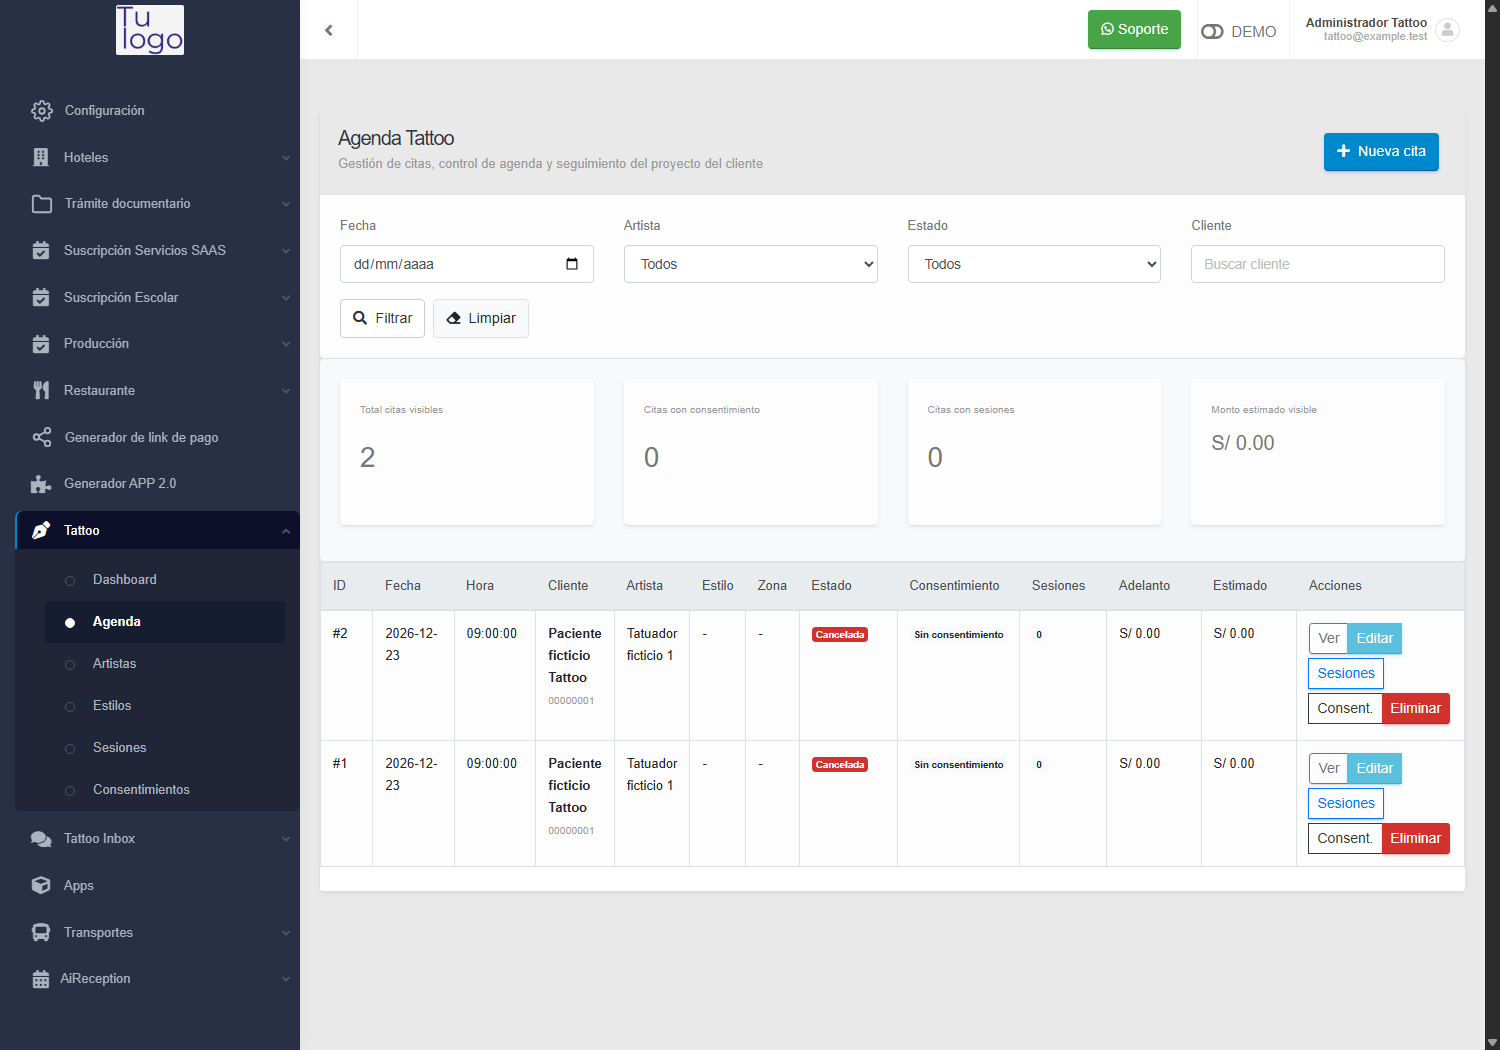 Tu
logo
Soporte
DEMO
Administrador Tattoo
tattoo@example.test
Configuración
Hoteles
Trámite documentario
Suscripción Servicios SAAS
Suscripción Escolar
Producción
Restaurante
Generador de link de pago
Generador APP 2.0
Tattoo
Dashboard
Agenda
Artistas
Estilos
Sesiones
Consentimientos
Tattoo Inbox
Apps
Transportes
AiReception
Agenda Tattoo
Gestión de citas, control de agenda y seguimiento del proyecto del cliente
Nueva cita
Fecha Artista Estado Cliente
dd/mm/aaaa Todos Todos Buscar cliente
Filtrar Limpiar
Total citas visibles
2
Citas con consentimiento
0
Citas con sesiones
0
Monto estimado visible
S/ 0.00
ID Fecha Hora Cliente Artista Estilo Zona Estado Consentimiento Sesiones Adelanto Estimado Acciones
#2 2026-12- 09:00:00 Paciente Tatuador - - Cancelada Sin consentimiento 0 S/ 0.00 S/ 0.00 Ver Editar
23 ficticio ficticio 1
Tattoo Sesiones
00000001 Consent. Eliminar
#1 2026-12- 09:00:00 Paciente Tatuador - - Cancelada Sin consentimiento 0 S/ 0.00 S/ 0.00 Ver Editar
23 ficticio ficticio 1
Tattoo Sesiones
00000001 Consent. Eliminar